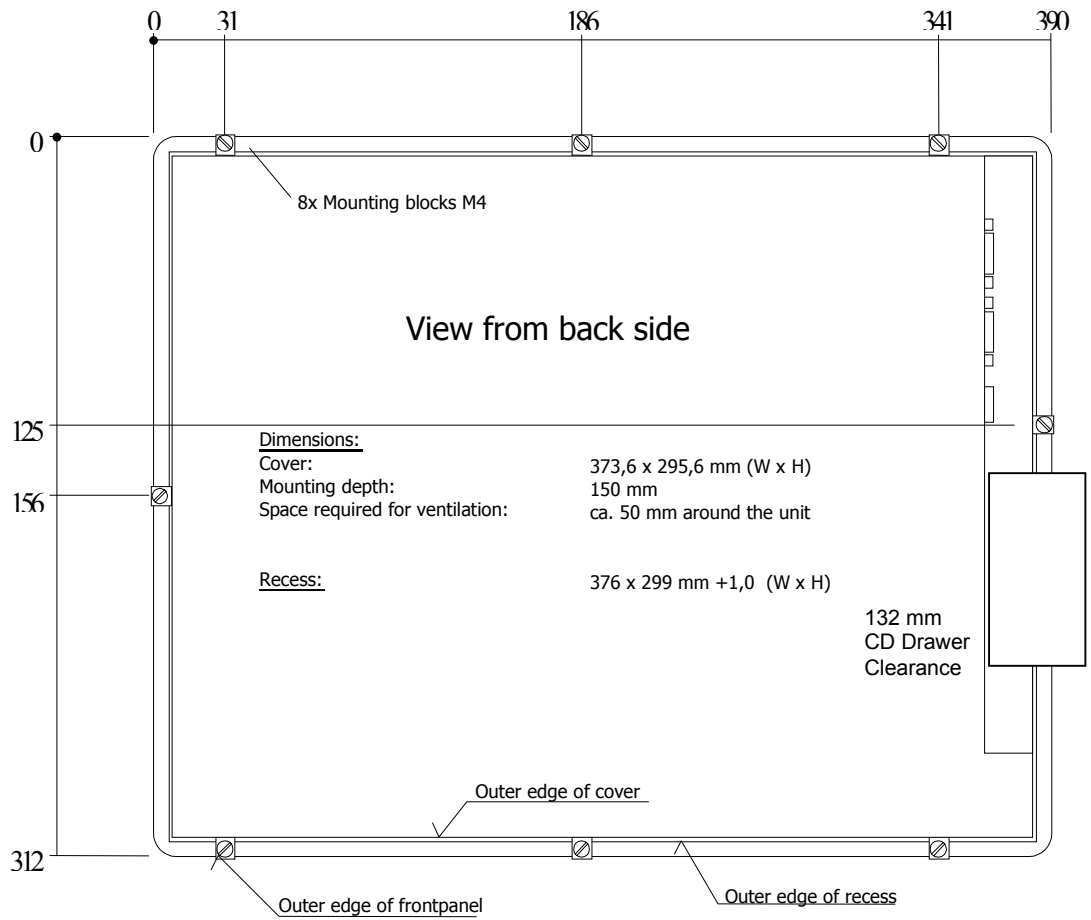 0 31 186 341 390
0
8x Mounting blocks M4
View from back side
125
Dimensions:
Cover: 373,6 x 295,6 mm (W x H)
Mounting depth: 150 mm
156
Space required for ventilation: ca. 50 mm around the unit
Recess: 376 x 299 mm +1,0 (W x H)
132 mm
CD Drawer
Clearance
Outer edge of cover
312
Outer edge of recess
Outer edge of frontpanel